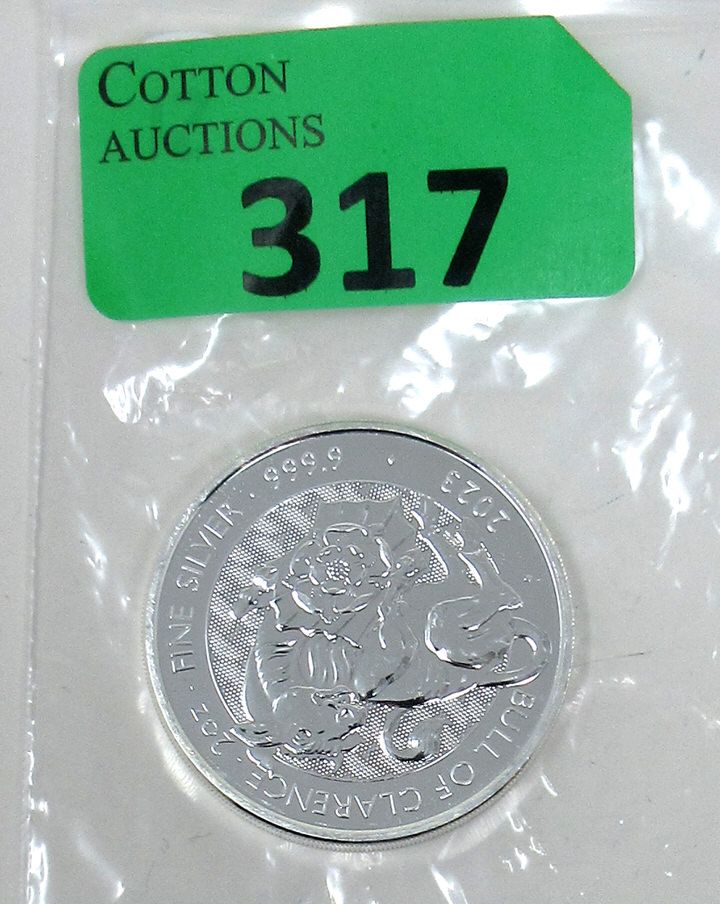 COTTON
AUCTIONS
317
BULL OF CLARENCE 2oz · FINE SILVER · 999.9 · 2023